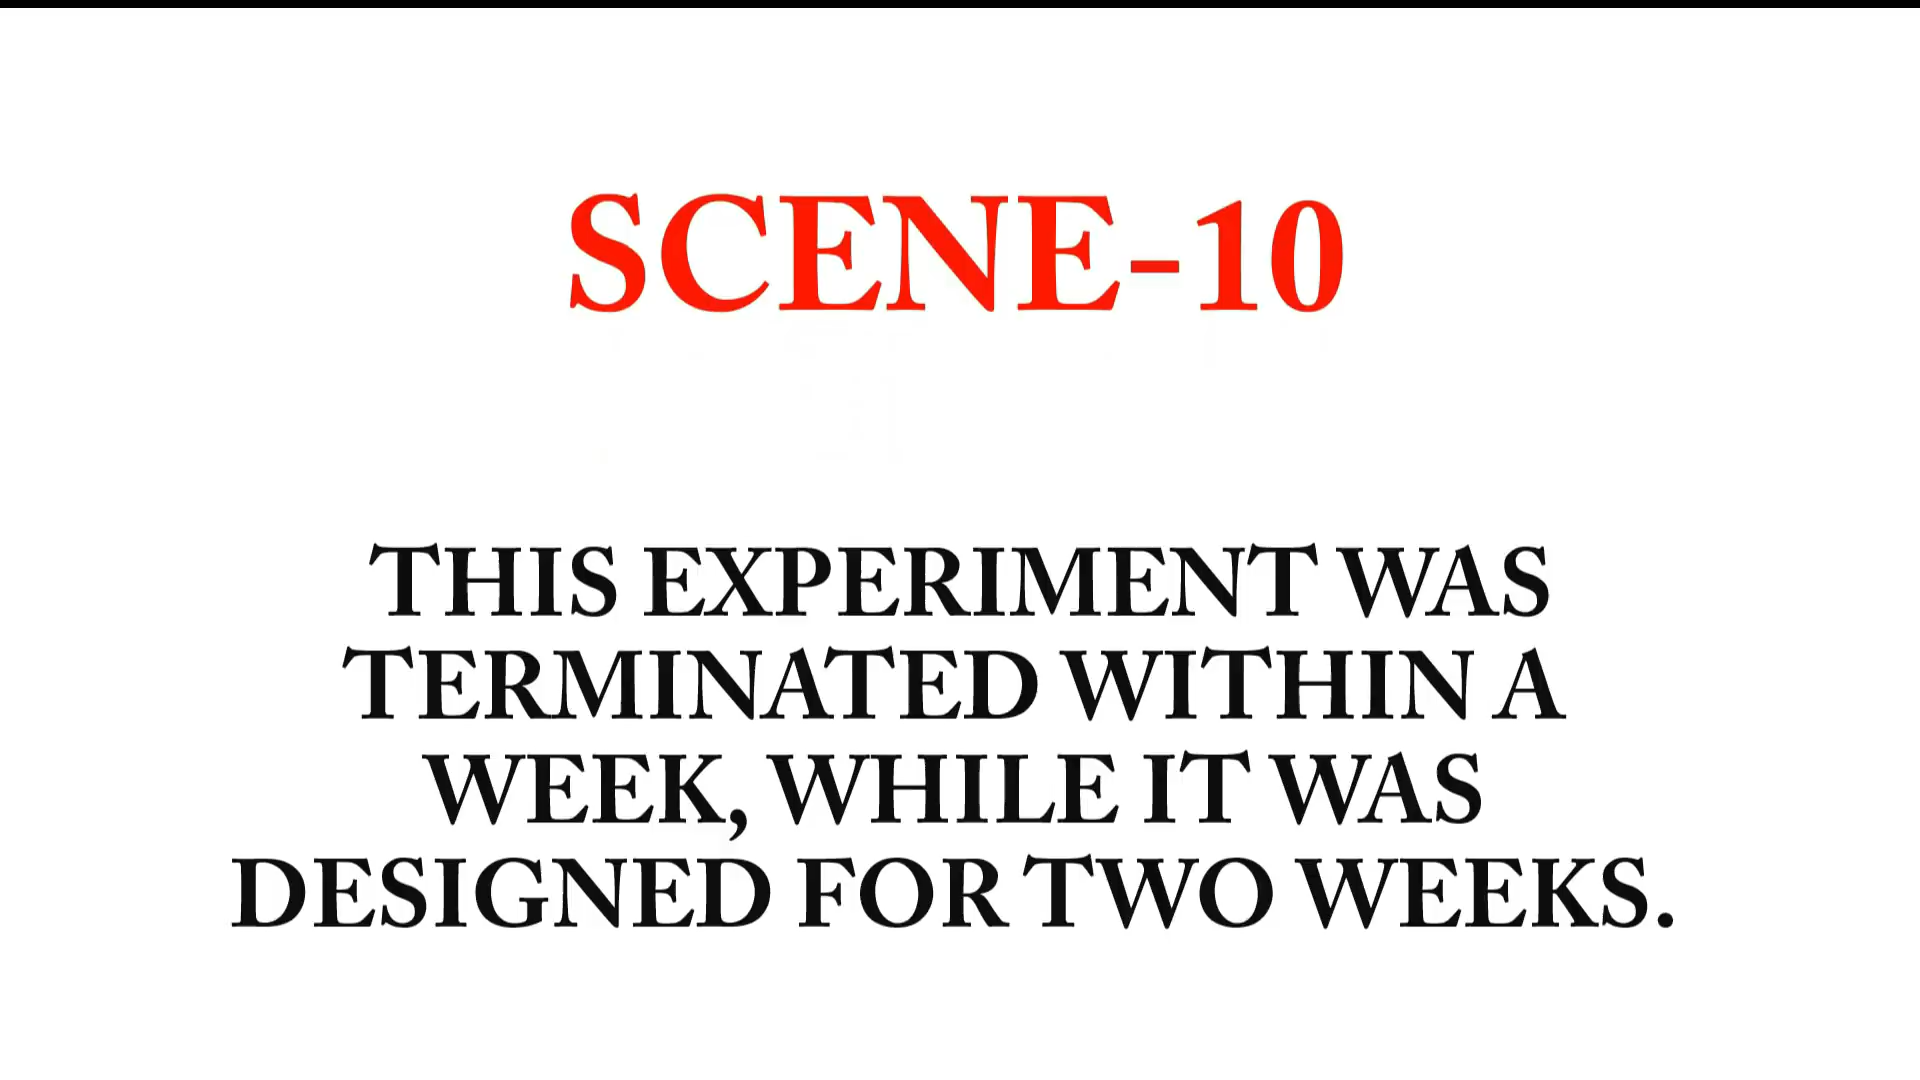 SCENE-10
THIS EXPERIMENT WAS
TERMINATED WITHIN A
WEEK, WHILE IT WAS
DESIGNED FOR TWO WEEKS.